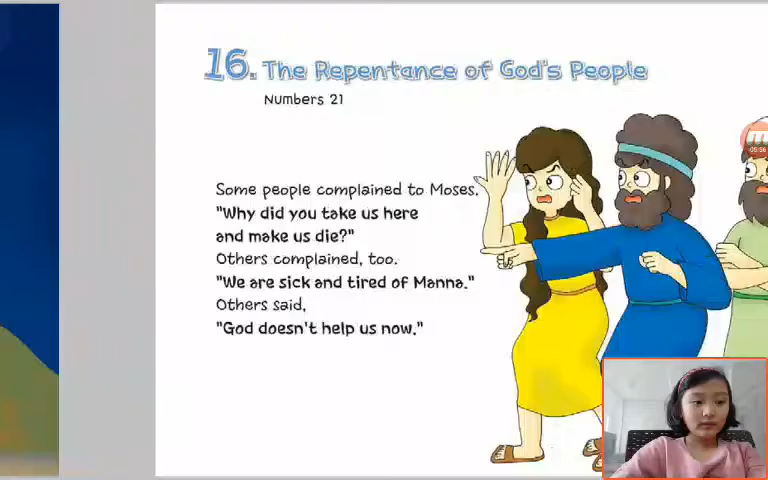 16. The Repentance of God's People
Numbers 21
Some people complained to Moses.
"Why did you take us here
and make us die?"
Others complained, too.
"We are sick and tired of Manna."
Others said,
"God doesn't help us now."
05:56